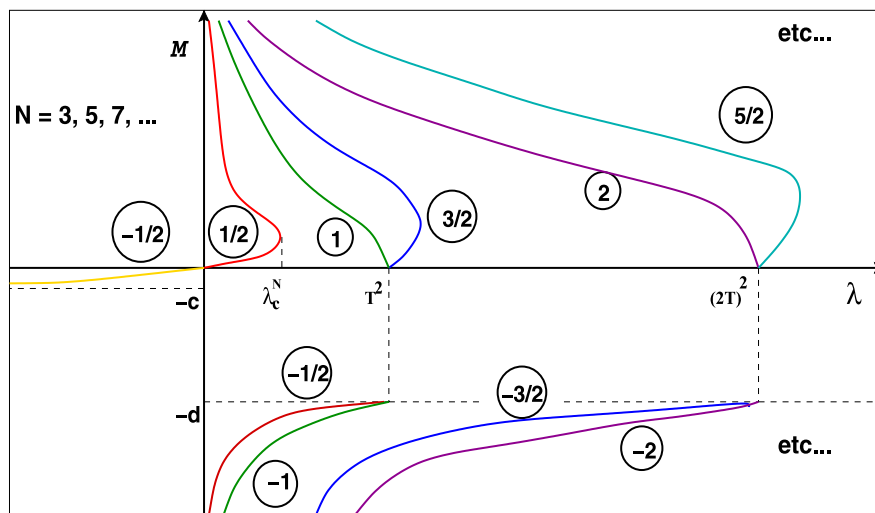 M
etc...
N = 3, 5, 7, ...
5/2
2
3/2
−1/2
1/2
1
−c
λ_c^N
T^2
(2T)^2
λ
−1/2
−3/2
−d
−2
etc...
−1